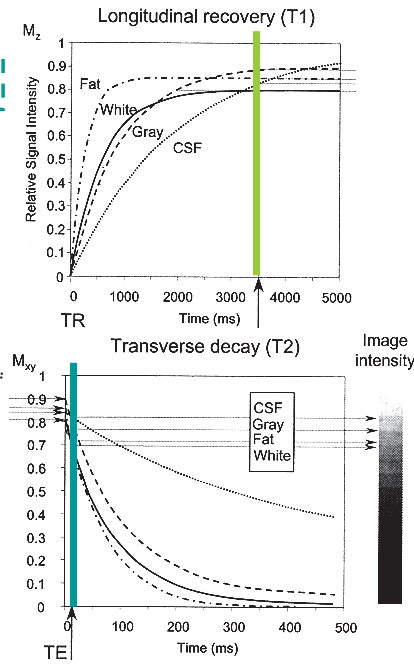 Longitudinal recovery (T1)
Mz
1
0.9
0.8
0.7
0.6
0.5
0.4
0.3
0.2
0.1
0
Relative Signal Intensity
Fat
White
Gray
CSF
0 1000 2000 3000 4000 5000
TR
Time (ms)
Transverse decay (T2)
Image
intensity
Mxy
1
0.9
0.8
0.7
0.6
0.5
0.4
0.3
0.2
0.1
0
CSF
Gray
Fat
White
0 100 200 300 400 500
TE
Time (ms)